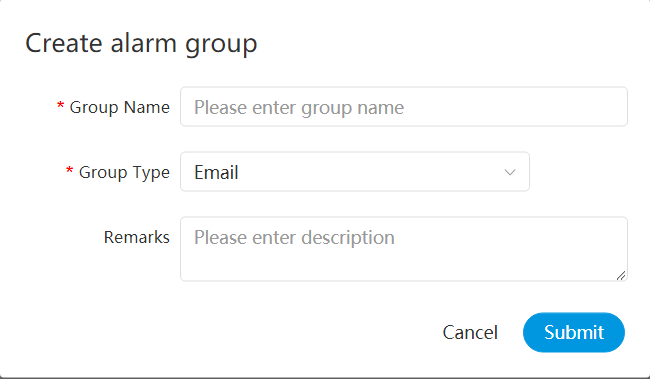 Create alarm group
* Group Name
Please enter group name
* Group Type
Email
Remarks
Please enter description
Cancel
Submit